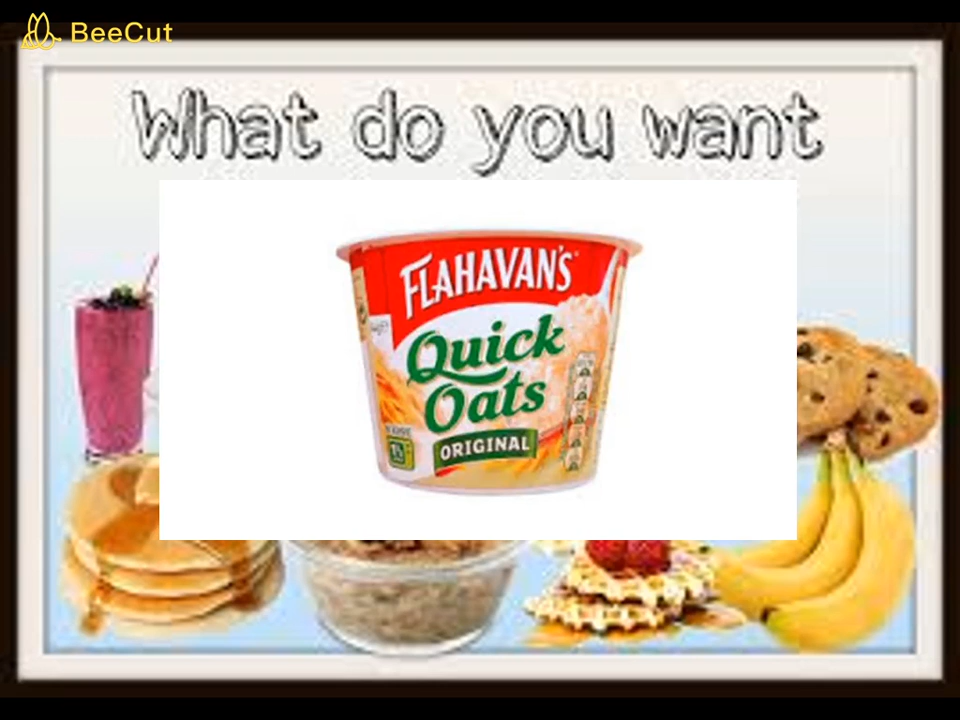 BeeCut
What do you want
FLAHAVAN'S
Quick
Oats
ORIGINAL